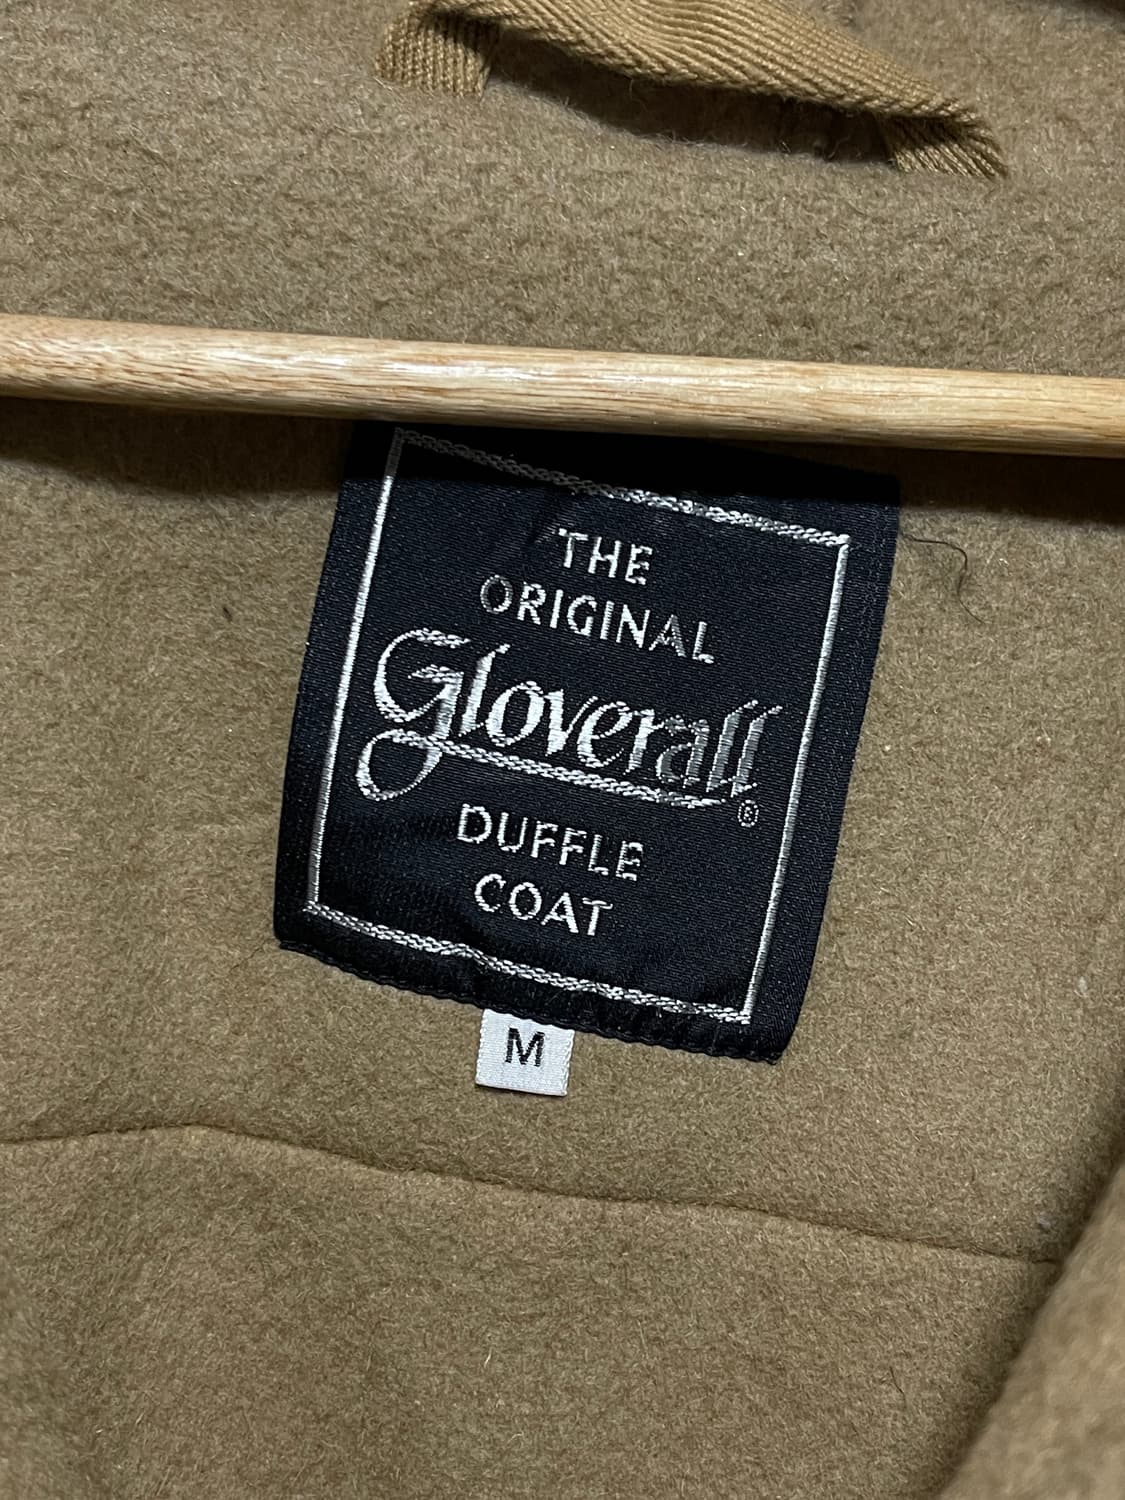 THE
ORIGINAL
Gloverall®
DUFFLE
COAT
M